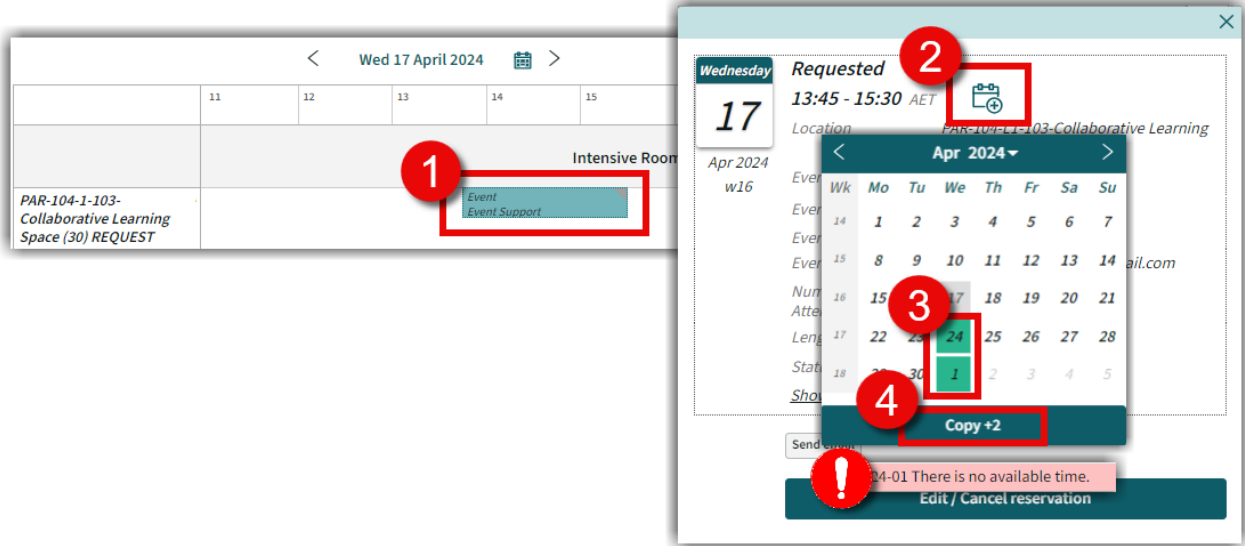 Wed 17 April 2024
11 12 13 14 15
Intensive Room
1
Event
Event Support
PAR-104-1-103-
Collaborative Learning
Space (30) REQUEST
2
Wednesday
17
Apr 2024
w16
Requested
13:45 - 15:30 AET
Location PAR-104-L1-103-Collaborative Learning
Apr 2024
Wk Mo Tu We Th Fr Sa Su
14 1 2 3 4 5 6 7
15 8 9 10 11 12 13 14
16 15 17 18 19 20 21
3
17 22 23 24 25 26 27 28
18 30 1 2 3 4 5
4
Copy +2
ail.com
Send email
24-01 There is no available time.
Edit / Cancel reservation